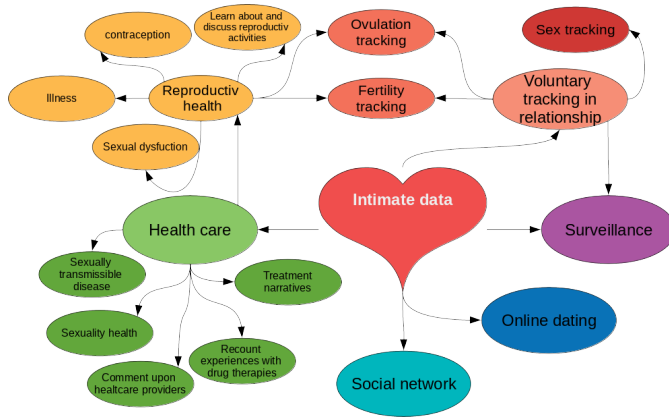 Learn about and
discuss reproductiv
activities
contraception
Ovulation
tracking
Sex tracking
Illness
Reproductiv
health
Fertility
tracking
Voluntary
tracking in
relationship
Sexual dysfuction
Intimate data
Health care
Surveillance
Sexually
transmissible
disease
Treatment
narratives
Sexuality health
Online dating
Recount
experiences with
drug therapies
Comment upon
healtcare providers
Social network